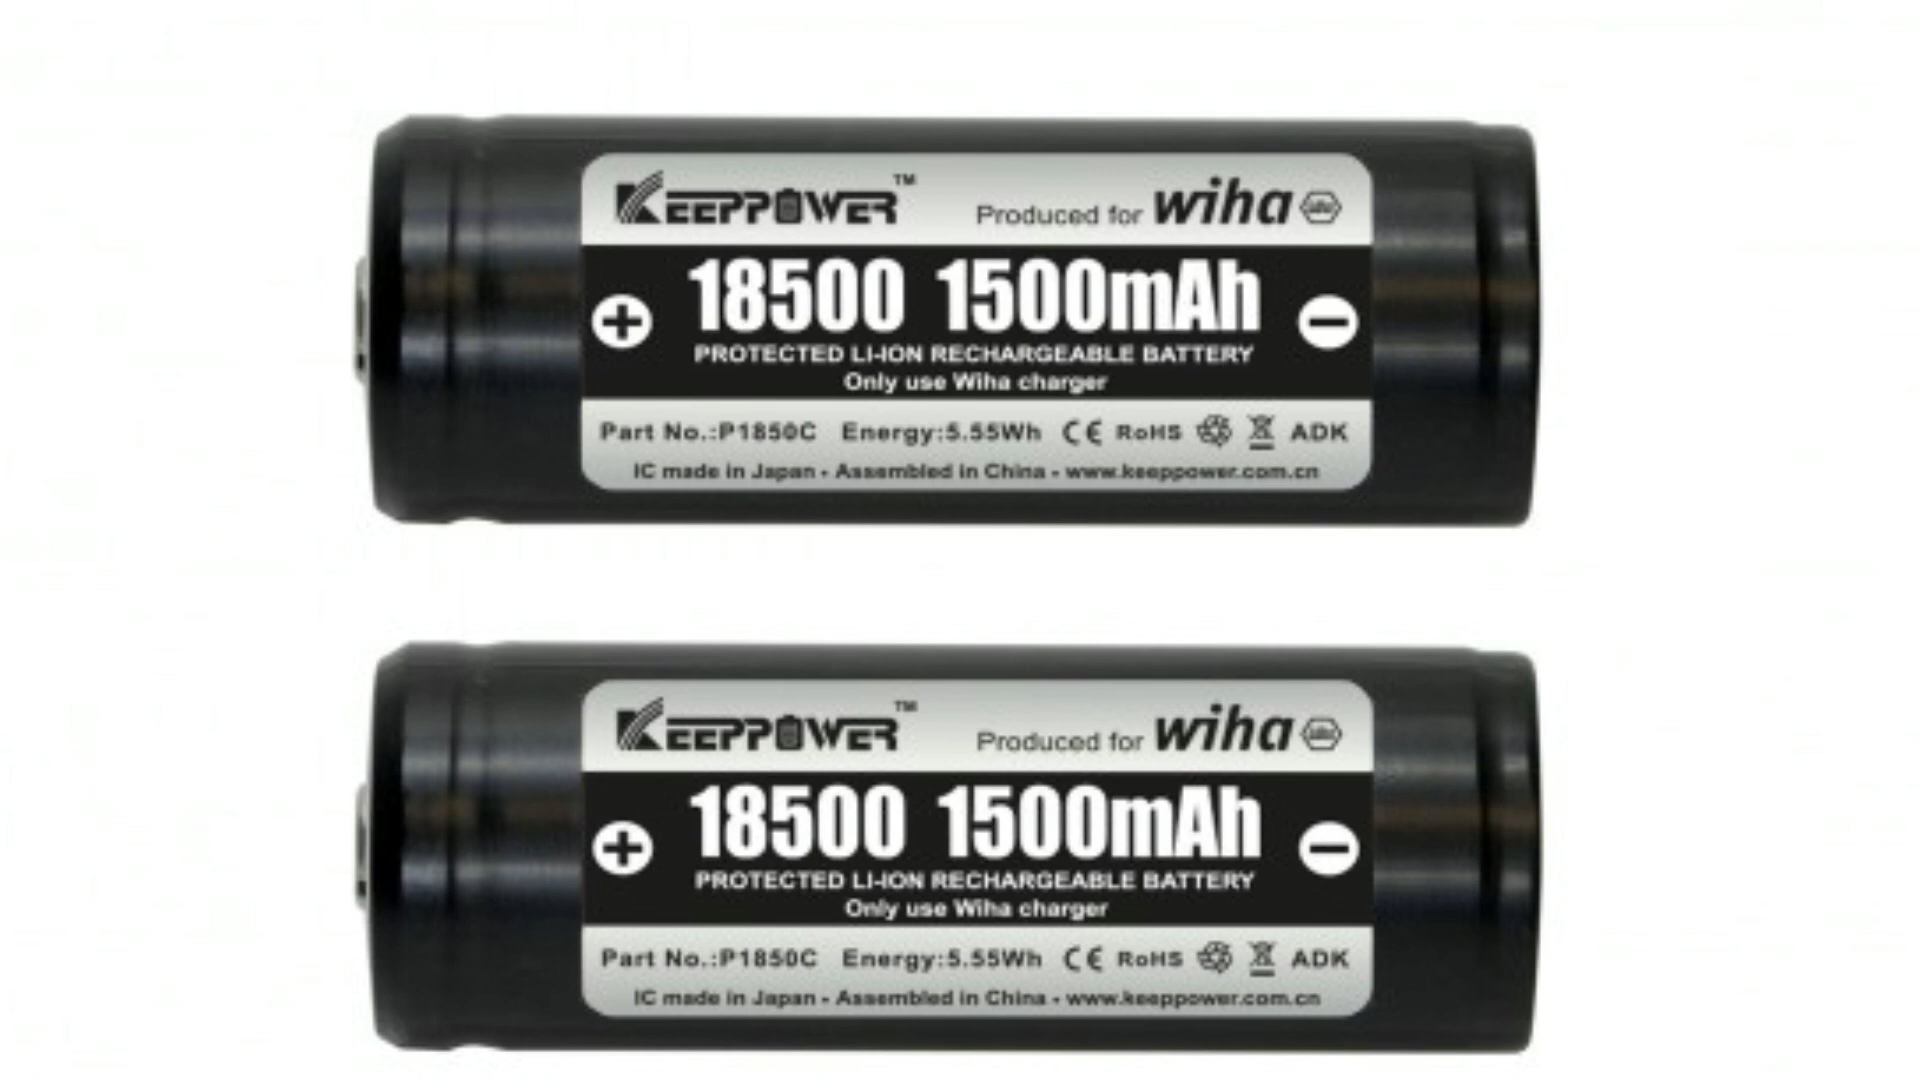 KEEPPOWER™ Produced for wiha
18500 1500mAh
+ −
PROTECTED LI-ION RECHARGEABLE BATTERY
Only use Wiha charger
Part No.:P1850C Energy:5.55Wh CE RoHS ADK
IC made in Japan - Assembled in China - www.keeppower.com.cn
KEEPPOWER™ Produced for wiha
18500 1500mAh
+ −
PROTECTED LI-ION RECHARGEABLE BATTERY
Only use Wiha charger
Part No.:P1850C Energy:5.55Wh CE RoHS ADK
IC made in Japan - Assembled in China - www.keeppower.com.cn